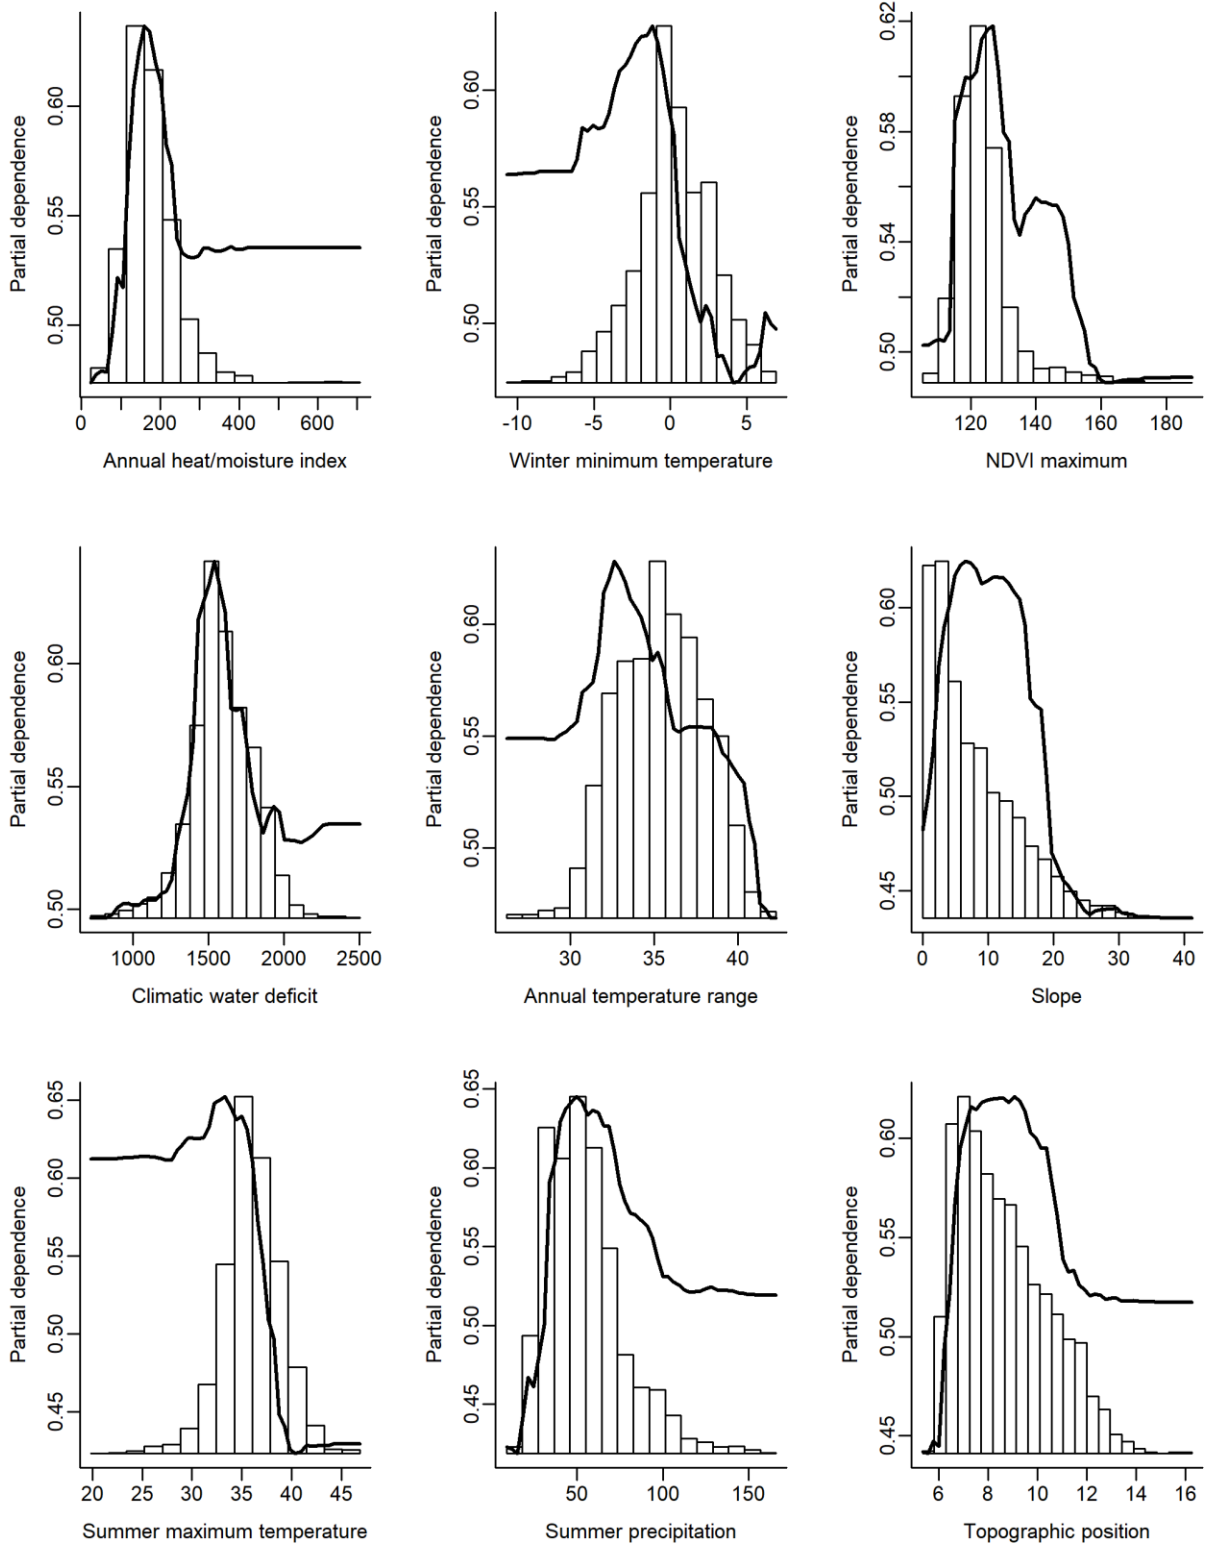 Partial dependence
0.50 0.55 0.60
0 200 400 600
Annual heat/moisture index
Partial dependence
0.50 0.55 0.60
-10 -5 0 5
Winter minimum temperature
Partial dependence
0.50 0.54 0.58 0.62
120 140 160 180
NDVI maximum
Partial dependence
0.50 0.55 0.60
1000 1500 2000 2500
Climatic water deficit
Partial dependence
0.50 0.55 0.60
30 35 40
Annual temperature range
Partial dependence
0.45 0.50 0.55 0.60
0 10 20 30 40
Slope
Partial dependence
0.45 0.50 0.55 0.60 0.65
20 25 30 35 40 45
Summer maximum temperature
Partial dependence
0.45 0.50 0.55 0.60 0.65
50 100 150
Summer precipitation
Partial dependence
0.45 0.50 0.55 0.60
6 8 10 12 14 16
Topographic position